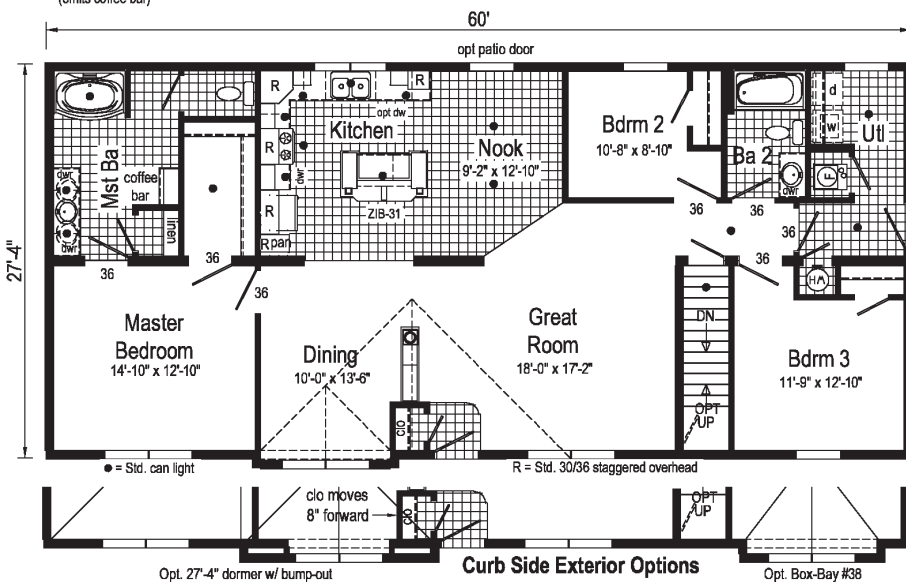 (omits coffee bar)
60'
opt patio door
27'-4"
R
R
Kitchen
opt dw
R
dwr
R
R pan
ZIB-31
Nook
9'-2" x 12'-10"
Bdrm 2
10'-8" x 8'-10"
d
w
Utl
Ba 2
dwr
F
Mst Ba
dwr
dwr
coffee
bar
linen
36
36
36
36
36
36
36
HW
Master
Bedroom
14'-10" x 12'-10"
Dining
10'-0" x 13'-6"
Great
Room
18'-0" x 17'-2"
DN
OPT
UP
Bdrm 3
11'-9" x 12'-10"
clo
= Std. can light
R = Std. 30/36 staggered overhead
clo moves
8" forward
clo
OPT
UP
Opt. 27'-4" dormer w/ bump-out
Curb Side Exterior Options
Opt. Box-Bay #38